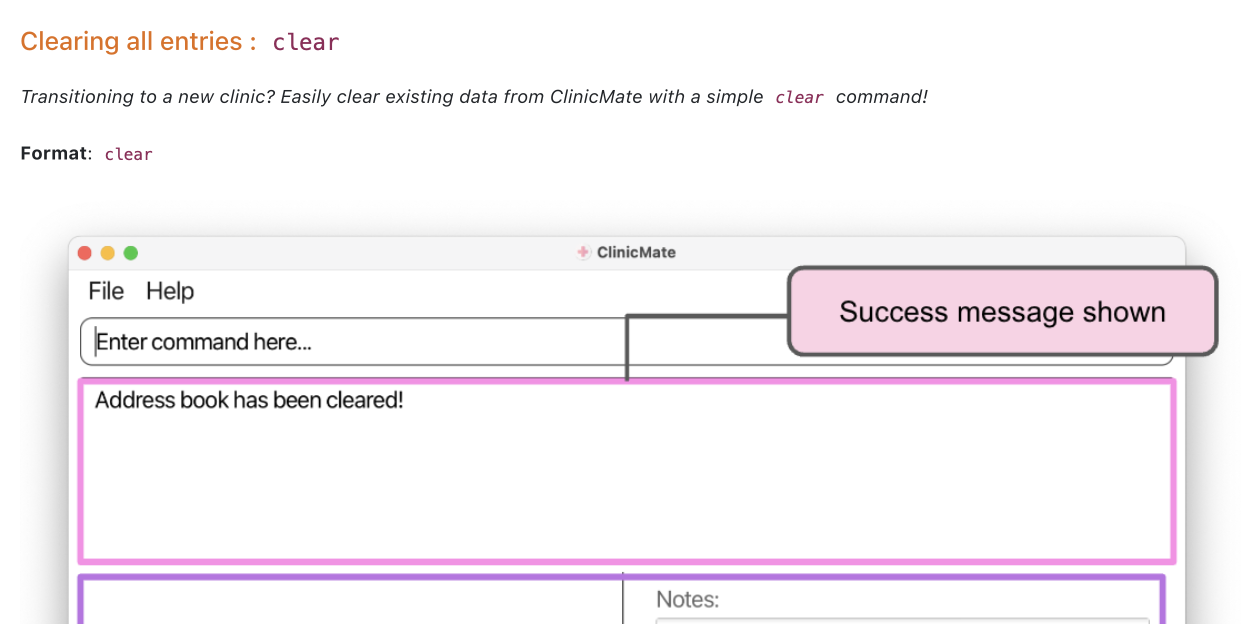 Clearing all entries : clear
Transitioning to a new clinic? Easily clear existing data from ClinicMate with a simple clear command!
Format: clear
ClinicMate
File Help
Success message shown
Enter command here...
Address book has been cleared!
Notes: